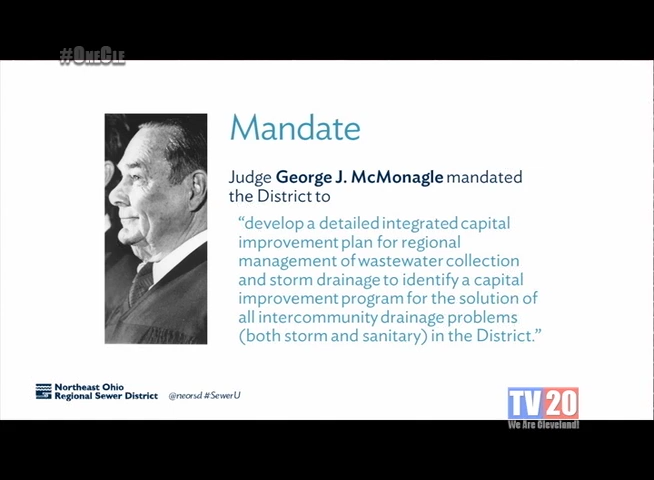 #OneCle
Mandate
Judge George J. McMonagle mandated
the District to
“develop a detailed integrated capital
improvement plan for regional
management of wastewater collection
and storm drainage to identify a capital
improvement program for the solution of
all intercommunity drainage problems
(both storm and sanitary) in the District.”
Northeast Ohio
Regional Sewer District
@neorsd #SewerU
TV20
We Are Cleveland!